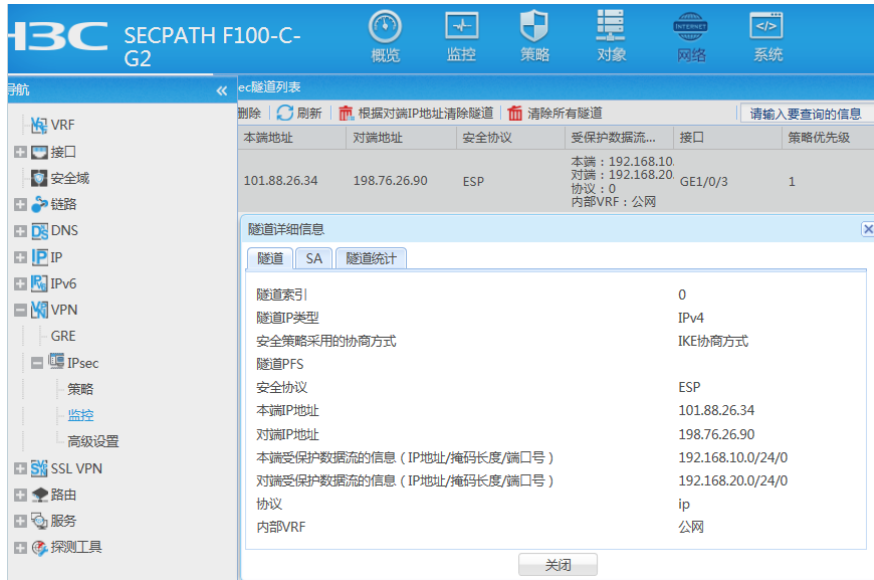 H3C SECPATH F100-C-G2
概览 监控 策略 对象 网络 系统
导航 «
VRF
接口
安全域
链路
DNS
IP
IPv6
VPN
GRE
IPsec
策略
监控
高级设置
SSL VPN
路由
服务
探测工具
ec隧道列表
删除 刷新 根据对端IP地址清除隧道 清除所有隧道 请输入要查询的信息
本端地址 对端地址 安全协议 受保护数据流... 接口 策略优先级
101.88.26.34 198.76.26.90 ESP 本端：192.168.10. GE1/0/3 1
对端：192.168.20.
协议：0
内部VRF：公网
隧道详细信息
隧道 SA 隧道统计
隧道索引 0
隧道IP类型 IPv4
安全策略采用的协商方式 IKE协商方式
隧道PFS
安全协议 ESP
本端IP地址 101.88.26.34
对端IP地址 198.76.26.90
本端受保护数据流的信息（IP地址/掩码长度/端口号） 192.168.10.0/24/0
对端受保护数据流的信息（IP地址/掩码长度/端口号） 192.168.20.0/24/0
协议 ip
内部VRF 公网
关闭